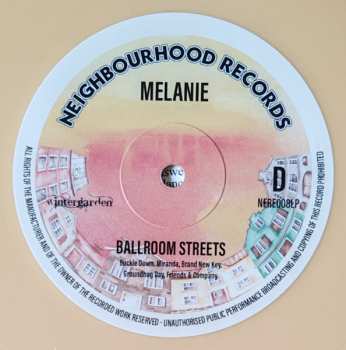 NEIGHBOURHOOD RECORDS
MELANIE
wintergarden
D
NERE008LP
BALLROOM STREETS
Buckle Down, Miranda, Brand New Key,
Groundhog Day, Friends & Company.
ALL RIGHTS OF THE MANUFACTURER AND OF THE OWNER OF THE RECORDED WORK RESERVED - UNAUTHORISED PUBLIC PERFORMANCE BROADCASTING AND COPYING OF THIS RECORD PROHIBITED